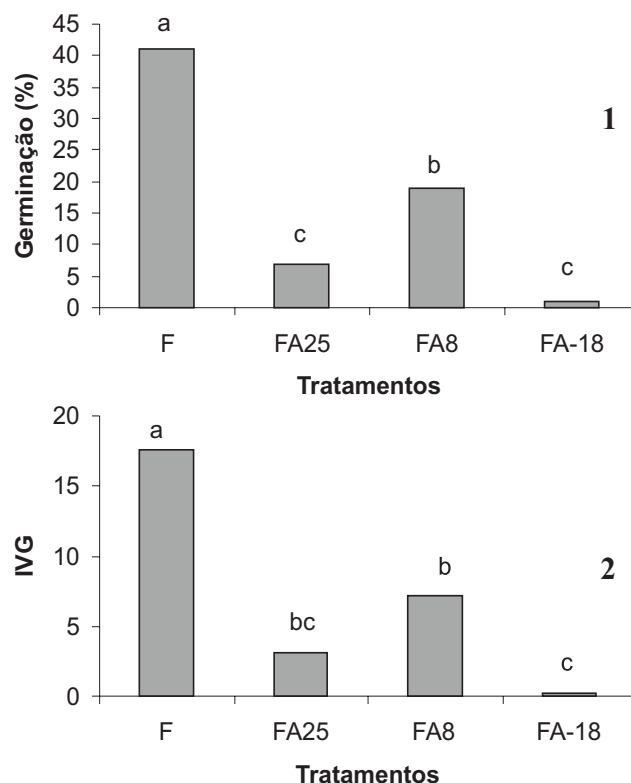 a
45
40
35
30
25
20
15
10
5
0
Germinação (%)
1
b
c
c
F FA25 FA8 FA-18
Tratamentos
20
15
10
5
0
IVG
a
2
b
bc
c
F FA25 FA8 FA-18
Tratamentos